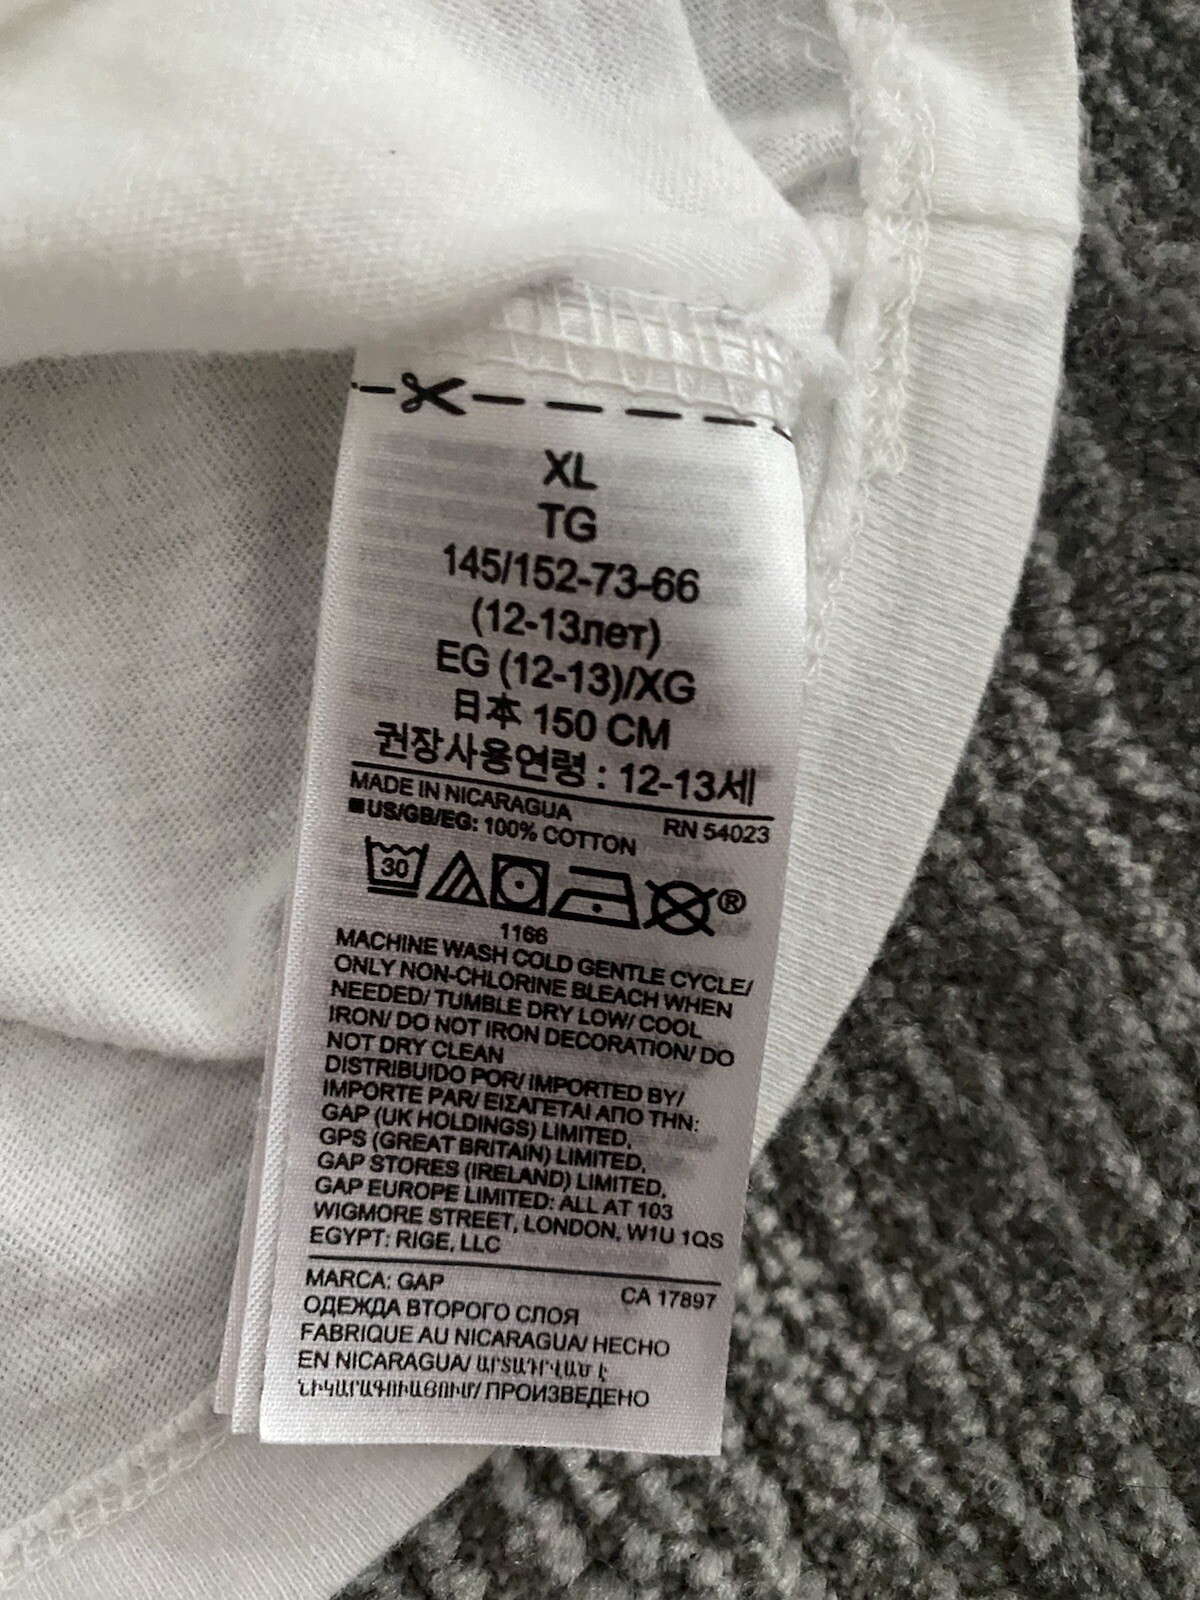 XL
TG
145/152-73-66
(12-13лет)
EG (12-13)/XG
日本 150 CM
권장사용연령 : 12-13세
MADE IN NICARAGUA RN 54023
■US/GB/EG: 100% COTTON
30 ®
1166
MACHINE WASH COLD GENTLE CYCLE/
ONLY NON-CHLORINE BLEACH WHEN
NEEDED/ TUMBLE DRY LOW/ COOL
IRON/ DO NOT IRON DECORATION/ DO
NOT DRY CLEAN
DISTRIBUIDO POR/ IMPORTED BY/
IMPORTE PAR/ ΕΙΣΑΓΕΤΑΙ ΑΠΟ ΤΗΝ:
GAP (UK HOLDINGS) LIMITED,
GPS (GREAT BRITAIN) LIMITED,
GAP STORES (IRELAND) LIMITED,
GAP EUROPE LIMITED: ALL AT 103
WIGMORE STREET, LONDON, W1U 1QS
EGYPT: RIGE, LLC
MARCA: GAP CA 17897
ОДЕЖДА ВТОРОГО СЛОЯ
FABRIQUE AU NICARAGUA/ HECHO
EN NICARAGUA/ ԱՐՏԱԴՐՎԱԾ Է
ՆԻԿԱՐԱԳՈՒԱՅՈՒՄ/ ПРОИЗВЕДЕНО